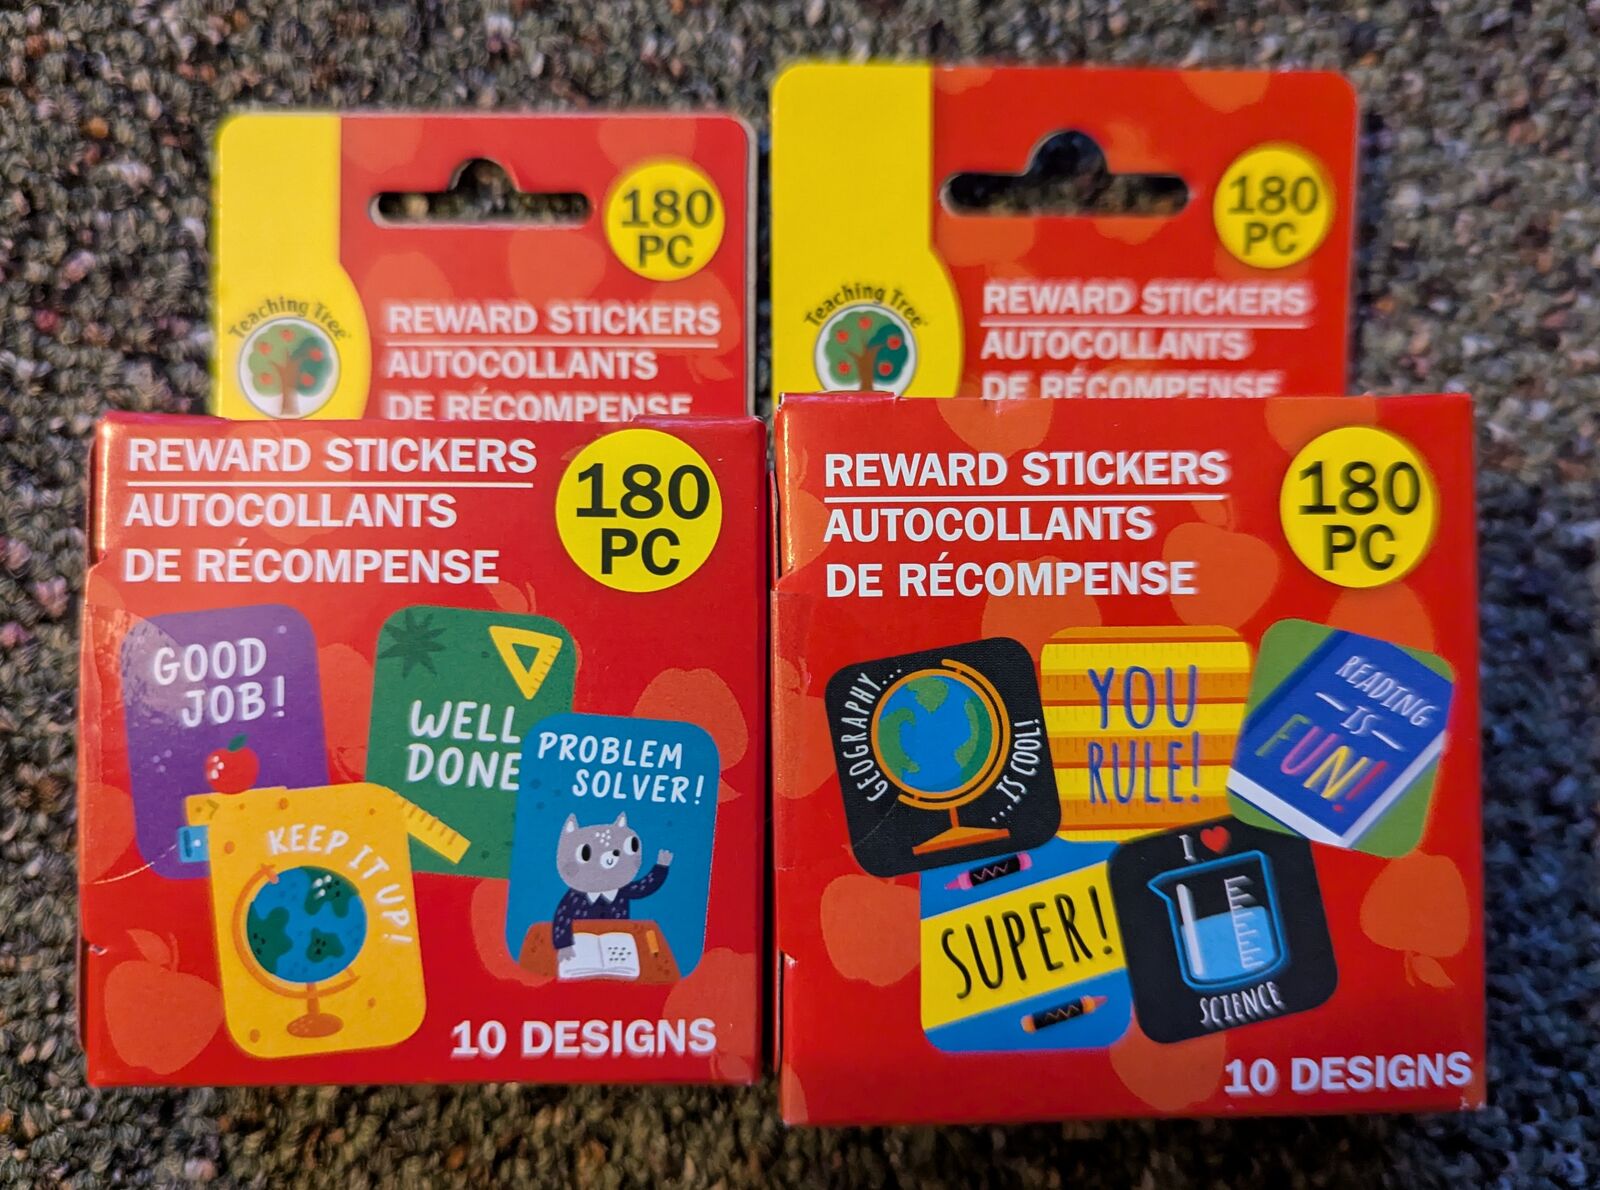 180
PC
Teaching Tree
REWARD STICKERS
AUTOCOLLANTS
DE RÉCOMPENSE
REWARD STICKERS
AUTOCOLLANTS
DE RÉCOMPENSE
180
PC
GOOD
JOB!
WELL
DONE
PROBLEM
SOLVER!
KEEP IT UP!
10 DESIGNS
180
PC
Teaching Tree
REWARD STICKERS
AUTOCOLLANTS
DE RÉCOMPENSE
REWARD STICKERS
AUTOCOLLANTS
DE RÉCOMPENSE
180
PC
GEOGRAPHY...
...IS COOL!
YOU
RULE!
READING
-IS-
FUN!
SUPER!
I ♥
SCIENCE
10 DESIGNS